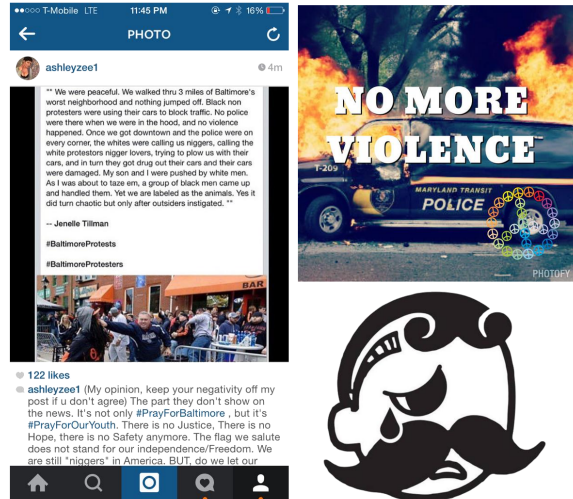 T-Mobile LTE 11:45 PM 16%
PHOTO
ashleyzee1 4m
"" We were peaceful. We walked thru 3 miles of Baltimore's
worst neighborhood and nothing jumped off. Black non
protesters were using their cars to block traffic. No police
were there when we were in the hood, and no violence
happened. Once we got downtown and the police were on
every corner, the whites were calling us niggers, calling the
white protestors nigger lovers, trying to plow us with their
cars, and in turn they got drug out their cars and their cars
were damaged. My son and I were pushed by white men.
As I was about to taze em, a group of black men came up
and handled them. Yet we are labeled as the animals. Yes it
did turn chaotic but only after outsiders instigated. ""
-- Jenelle Tillman
#BaltimoreProtests
#BaltimoreProtesters
BAR
122 likes
ashleyzee1 (My opinion, keep your negativity off my
post if u don't agree) The part they don't show on
the news. It's not only #PrayForBaltimore , but it's
#PrayForOurYouth. There is no Justice, There is no
Hope, there is no Safety anymore. The flag we salute
does not stand for our independence/Freedom. We
are still "niggers" in America. BUT, do we let our
NO MORE
VIOLENCE
T-209
MARYLAND TRANSIT
POLICE
PHOTOFY